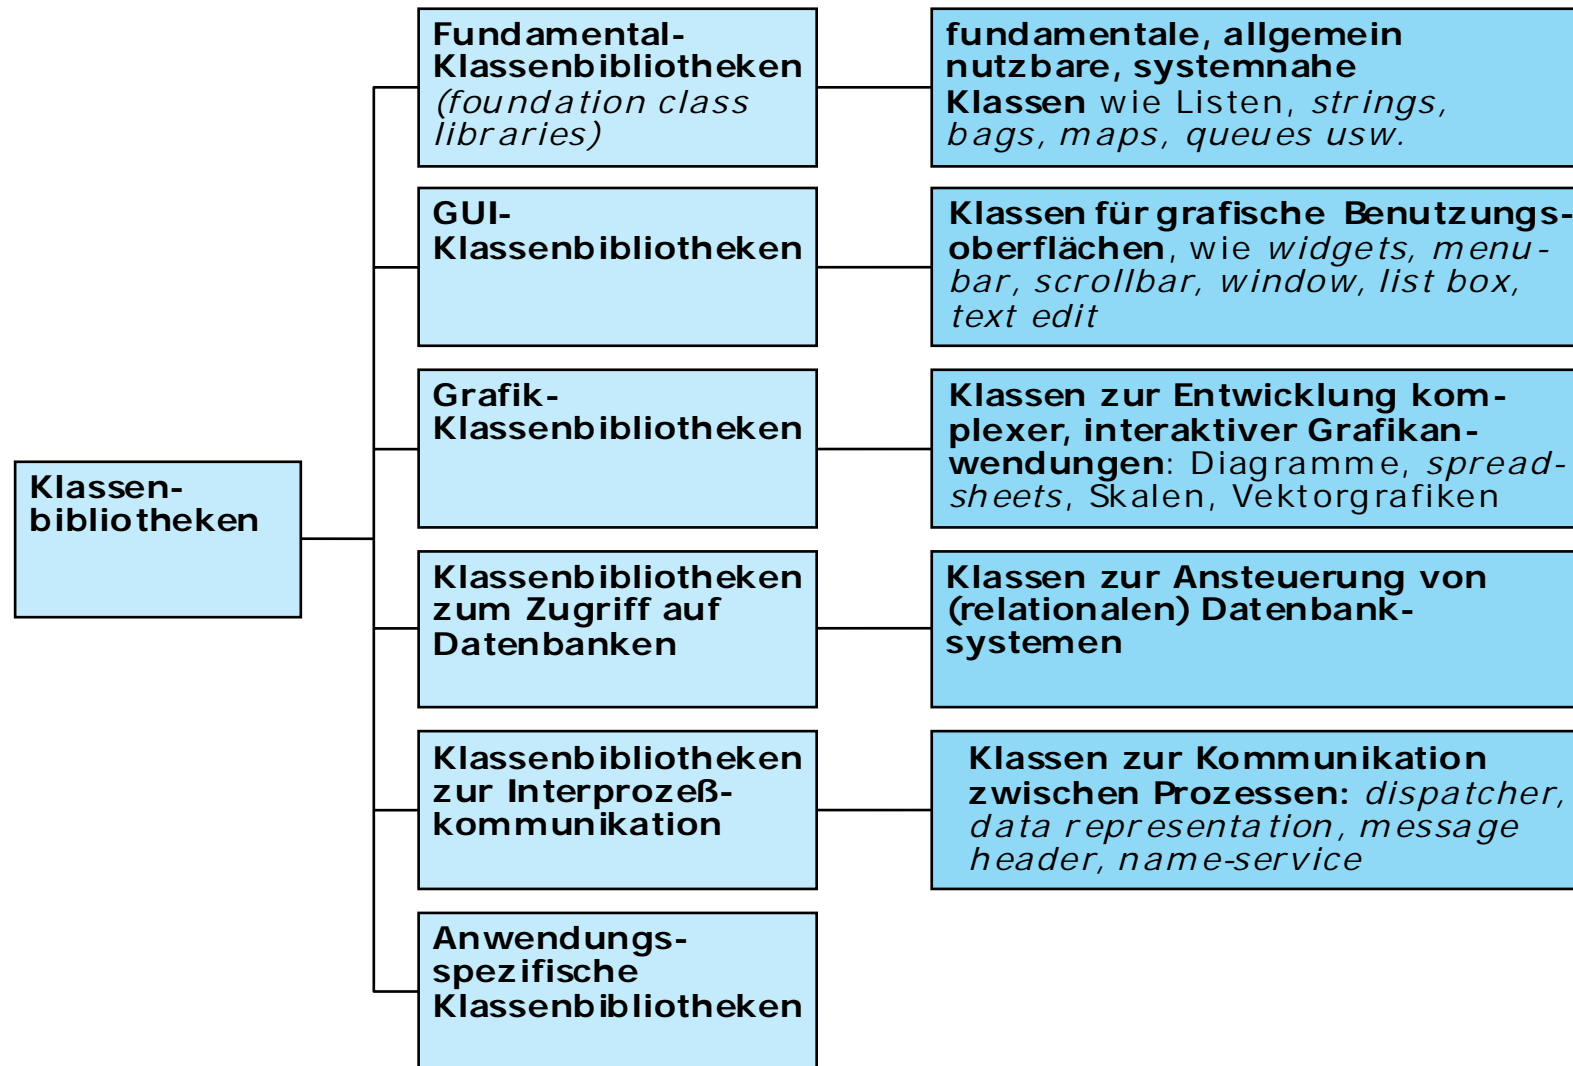 Klassen-
bibliotheken
Fundamental-
Klassenbibliotheken
(foundation class
libraries)
fundamentale, allgemein
nutzbare, systemnahe
Klassen wie Listen, strings,
bags, maps, queues usw.
GUI-
Klassenbibliotheken
Klassen für grafische Benutzungs-
oberflächen, wie widgets, menu-
bar, scrollbar, window, list box,
text edit
Grafik-
Klassenbibliotheken
Klassen zur Entwicklung kom-
plexer, interaktiver Grafikan-
wendungen: Diagramme, spread-
sheets, Skalen, Vektorgrafiken
Klassenbibliotheken
zum Zugriff auf
Datenbanken
Klassen zur Ansteuerung von
(relationalen) Datenbank-
systemen
Klassenbibliotheken
zur Interprozeß-
kommunikation
Klassen zur Kommunikation
zwischen Prozessen: dispatcher,
data representation, message
header, name-service
Anwendungs-
spezifische
Klassenbibliotheken